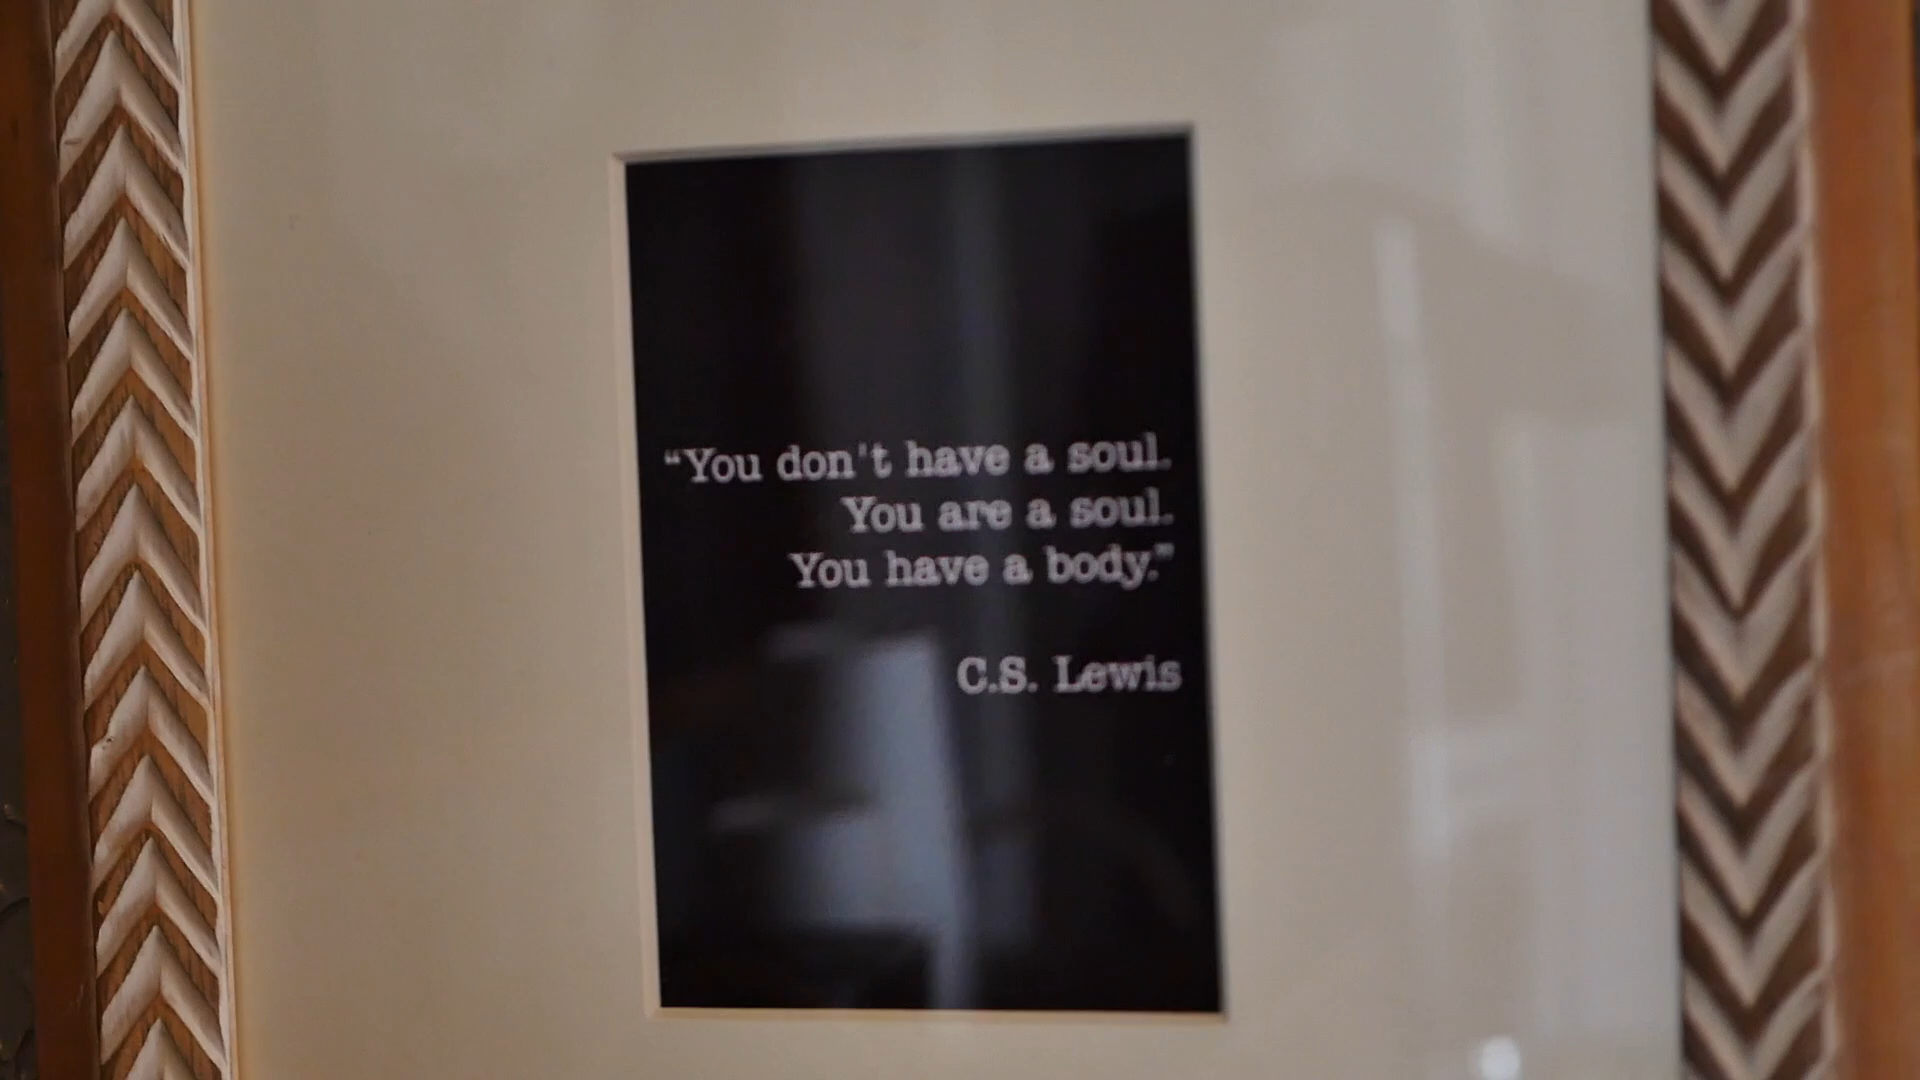 “You don't have a soul.
You are a soul.
You have a body.”
C.S. Lewis